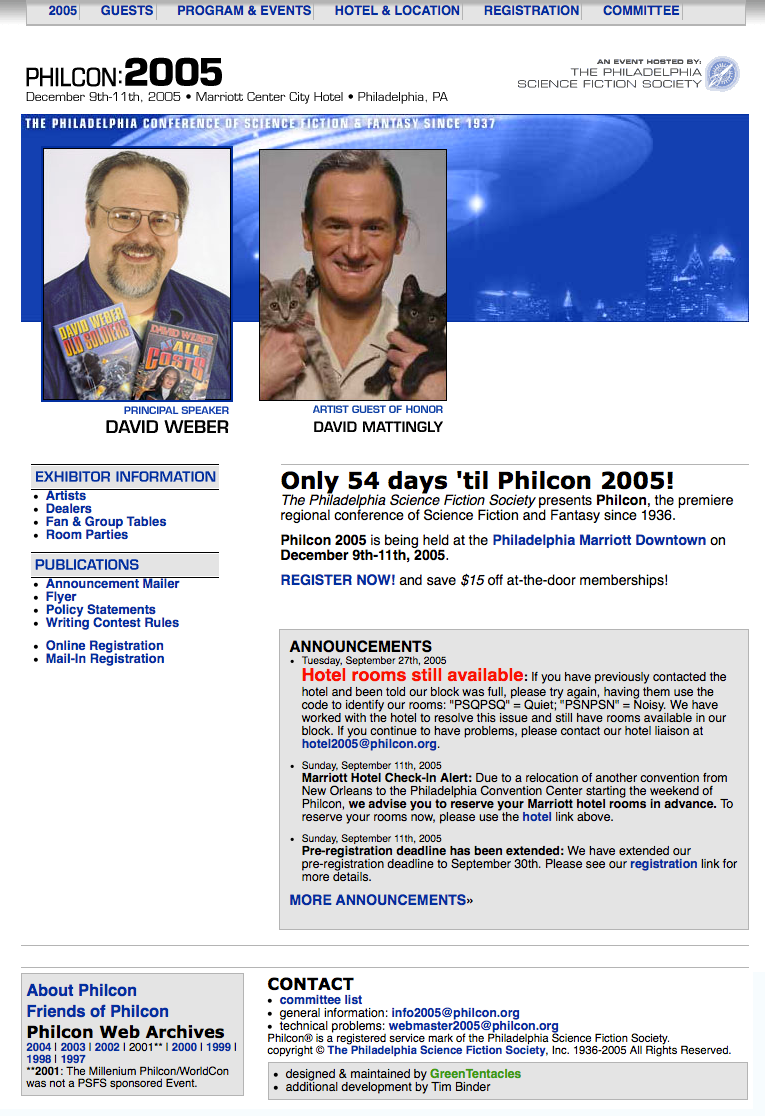 2005 GUESTS PROGRAM & EVENTS HOTEL & LOCATION REGISTRATION COMMITTEE
PHILCON:2005
December 9th-11th, 2005 • Marriott Center City Hotel • Philadelphia, PA
AN EVENT HOSTED BY:
THE PHILADELPHIA
SCIENCE FICTION SOCIETY
THE PHILADELPHIA CONFERENCE OF SCIENCE FICTION & FANTASY SINCE 1937
DAVID WEBER
OLD SOLDIERS
DAVID WEBER
AT ALL
COSTS
PRINCIPAL SPEAKER
DAVID WEBER
ARTIST GUEST OF HONOR
DAVID MATTINGLY
EXHIBITOR INFORMATION
• Artists
• Dealers
• Fan & Group Tables
• Room Parties
PUBLICATIONS
• Announcement Mailer
• Flyer
• Policy Statements
• Writing Contest Rules
• Online Registration
• Mail-In Registration
Only 54 days 'til Philcon 2005!
The Philadelphia Science Fiction Society presents Philcon, the premiere
regional conference of Science Fiction and Fantasy since 1936.
Philcon 2005 is being held at the Philadelphia Marriott Downtown on
December 9th-11th, 2005.
REGISTER NOW! and save $15 off at-the-door memberships!
ANNOUNCEMENTS
• Tuesday, September 27th, 2005
Hotel rooms still available: If you have previously contacted the
hotel and been told our block was full, please try again, having them use the
code to identify our rooms: "PSQPSQ" = Quiet; "PSNPSN" = Noisy. We have
worked with the hotel to resolve this issue and still have rooms available in our
block. If you continue to have problems, please contact our hotel liaison at
hotel2005@philcon.org.
• Sunday, September 11th, 2005
Marriott Hotel Check-In Alert: Due to a relocation of another convention from
New Orleans to the Philadelphia Convention Center starting the weekend of
Philcon, we advise you to reserve your Marriott hotel rooms in advance. To
reserve your rooms now, please use the hotel link above.
• Sunday, September 11th, 2005
Pre-registration deadline has been extended: We have extended our
pre-registration deadline to September 30th. Please see our registration link for
more details.
MORE ANNOUNCEMENTS»
About Philcon
Friends of Philcon
Philcon Web Archives
2004 | 2003 | 2002 | 2001** | 2000 | 1999 |
1998 | 1997
**2001: The Millenium Philcon/WorldCon
was not a PSFS sponsored Event.
CONTACT
• committee list
• general information: info2005@philcon.org
• technical problems: webmaster2005@philcon.org
Philcon® is a registered service mark of the Philadelphia Science Fiction Society.
copyright © The Philadelphia Science Fiction Society, Inc. 1936-2005 All Rights Reserved.
• designed & maintained by GreenTentacles
• additional development by Tim Binder